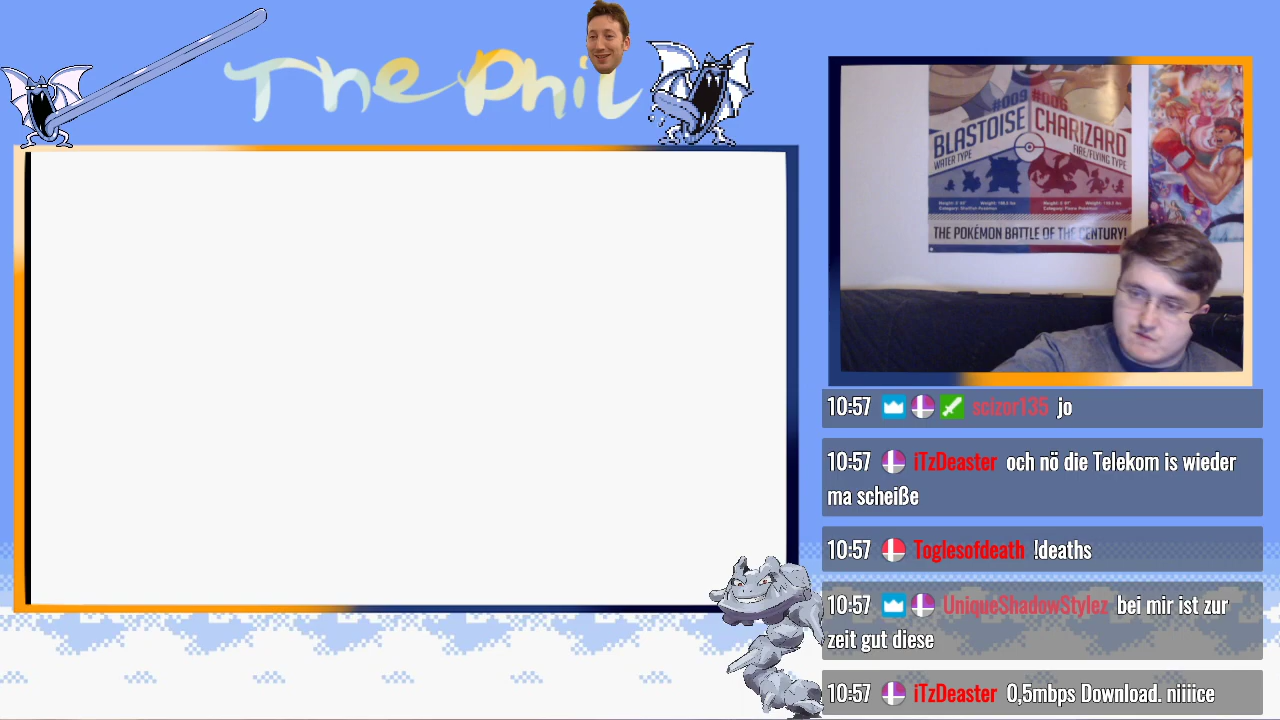 The Phil
#009 #006
BLASTOISE CHARIZARD
WATER TYPE FIRE/FLYING TYPE
THE POKÉMON BATTLE OF THE CENTURY!
10:57 scizor135 jo
10:57 iTzDeaster och nö die Telekom is wieder
ma scheiße
10:57 Toglesofdeath !deaths
10:57 UniqueShadowStylez bei mir ist zur
zeit gut diese
10:57 iTzDeaster 0,5mbps Download. niiiice